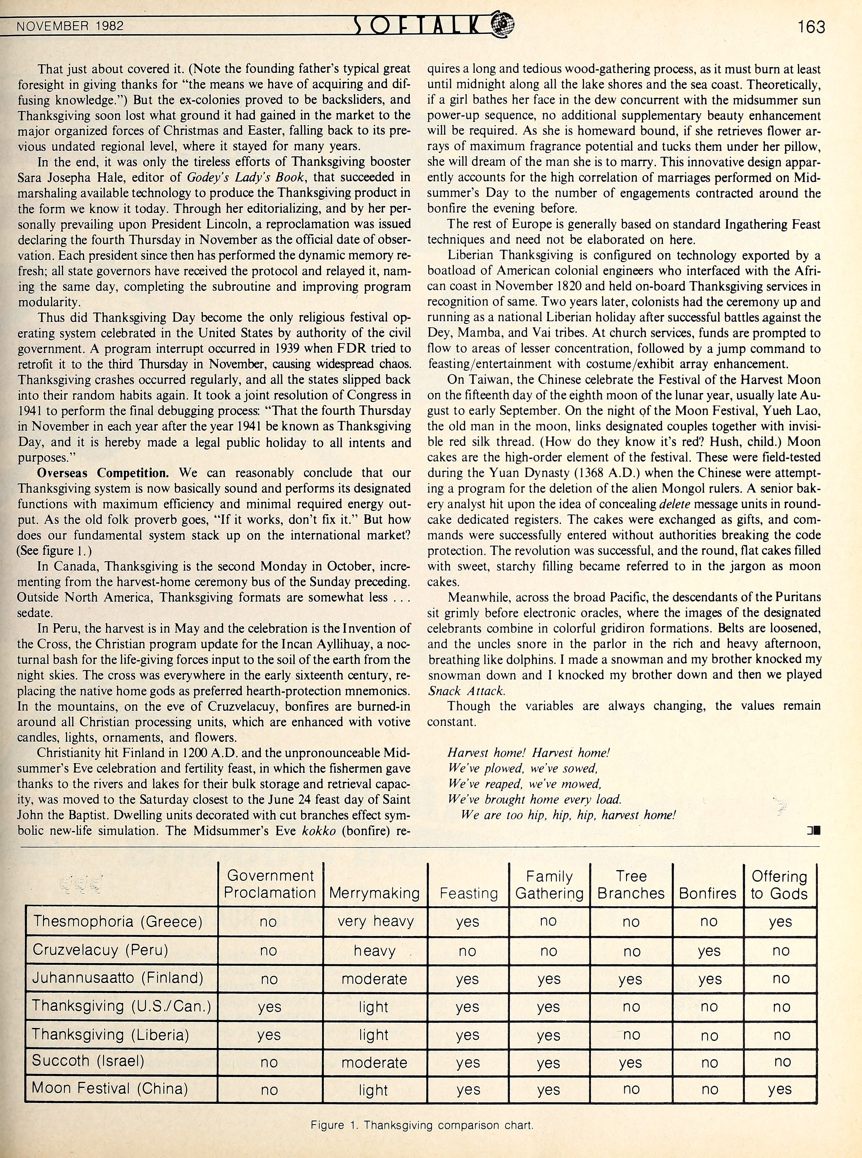 NOVEMBER 1982
SOFTALK
163
That just about covered it. (Note the founding father's typical great
foresight in giving thanks for "the means we have of acquiring and dif-
fusing knowledge.") But the ex-colonies proved to be backsliders, and
Thanksgiving soon lost what ground it had gained in the market to the
major organized forces of Christmas and Easter, falling back to its pre-
vious undated regional level, where it stayed for many years.
In the end, it was only the tireless efforts of Thanksgiving booster
Sara Josepha Hale, editor of Godey's Lady's Book, that succeeded in
marshaling available technology to produce the Thanksgiving product in
the form we know it today. Through her editorializing, and by her per-
sonally prevailing upon President Lincoln, a reproclamation was issued
declaring the fourth Thursday in November as the official date of obser-
vation. Each president since then has performed the dynamic memory re-
fresh; all state governors have received the protocol and relayed it, nam-
ing the same day, completing the subroutine and improving program
modularity.
Thus did Thanksgiving Day become the only religious festival op-
erating system celebrated in the United States by authority of the civil
government. A program interrupt occurred in 1939 when FDR tried to
retrofit it to the third Thursday in November, causing widespread chaos.
Thanksgiving crashes occurred regularly, and all the states slipped back
into their random habits again. It took a joint resolution of Congress in
1941 to perform the final debugging process: "That the fourth Thursday
in November in each year after the year 1941 be known as Thanksgiving
Day, and it is hereby made a legal public holiday to all intents and
purposes."
Overseas Competition. We can reasonably conclude that our
Thanksgiving system is now basically sound and performs its designated
functions with maximum efficiency and minimal required energy out-
put. As the old folk proverb goes, "If it works, don't fix it." But how
does our fundamental system stack up on the international market?
(See figure 1.)
In Canada, Thanksgiving is the second Monday in October, incre-
menting from the harvest-home ceremony bus of the Sunday preceding.
Outside North America, Thanksgiving formats are somewhat less . . .
sedate.
In Peru, the harvest is in May and the celebration is the Invention of
the Cross, the Christian program update for the Incan Ayllihuay, a noc-
turnal bash for the life-giving forces input to the soil of the earth from the
night skies. The cross was everywhere in the early sixteenth century, re-
placing the native home gods as preferred hearth-protection mnemonics.
In the mountains, on the eve of Cruzvelacuy, bonfires are burned-in
around all Christian processing units, which are enhanced with votive
candles, lights, ornaments, and flowers.
Christianity hit Finland in 1200 A.D. and the unpronounceable Mid-
summer's Eve celebration and fertility feast, in which the fishermen gave
thanks to the rivers and lakes for their bulk storage and retrieval capac-
ity, was moved to the Saturday closest to the June 24 feast day of Saint
John the Baptist. Dwelling units decorated with cut branches effect sym-
bolic new-life simulation. The Midsummer's Eve kokko (bonfire) re-
quires a long and tedious wood-gathering process, as it must burn at least
until midnight along all the lake shores and the sea coast. Theoretically,
if a girl bathes her face in the dew concurrent with the midsummer sun
power-up sequence, no additional supplementary beauty enhancement
will be required. As she is homeward bound, if she retrieves flower ar-
rays of maximum fragrance potential and tucks them under her pillow,
she will dream of the man she is to marry. This innovative design appar-
ently accounts for the high correlation of marriages performed on Mid-
summer's Day to the number of engagements contracted around the
bonfire the evening before.
The rest of Europe is generally based on standard Ingathering Feast
techniques and need not be elaborated on here.
Liberian Thanksgiving is configured on technology exported by a
boatload of American colonial engineers who interfaced with the Afri-
can coast in November 1820 and held on-board Thanksgiving services in
recognition of same. Two years later, colonists had the ceremony up and
running as a national Liberian holiday after successful battles against the
Dey, Mamba, and Vai tribes. At church services, funds are prompted to
flow to areas of lesser concentration, followed by a jump command to
feasting/entertainment with costume/exhibit array enhancement.
On Taiwan, the Chinese celebrate the Festival of the Harvest Moon
on the fifteenth day of the eighth moon of the lunar year, usually late Au-
gust to early September. On the night of the Moon Festival, Yueh Lao,
the old man in the moon, links designated couples together with invisi-
ble red silk thread. (How do they know it's red? Hush, child.) Moon
cakes are the high-order element of the festival. These were field-tested
during the Yuan Dynasty (1368 A.D.) when the Chinese were attempt-
ing a program for the deletion of the alien Mongol rulers. A senior bak-
ery analyst hit upon the idea of concealing delete message units in round-
cake dedicated registers. The cakes were exchanged as gifts, and com-
mands were successfully entered without authorities breaking the code
protection. The revolution was successful, and the round, flat cakes filled
with sweet, starchy filling became referred to in the jargon as moon
cakes.
Meanwhile, across the broad Pacific, the descendants of the Puritans
sit grimly before electronic oracles, where the images of the designated
celebrants combine in colorful gridiron formations. Belts are loosened,
and the uncles snore in the parlor in the rich and heavy afternoon,
breathing like dolphins. I made a snowman and my brother knocked my
snowman down and I knocked my brother down and then we played
Snack Attack.
Though the variables are always changing, the values remain
constant.
Harvest home! Harvest home!
We've plowed, we've sowed,
We've reaped, we've mowed,
We've brought home every load.
We are too hip, hip, hip, harvest home!
Government Proclamation Merrymaking Feasting Family Gathering Tree Branches Bonfires Offering to Gods
Thesmophoria (Greece) no very heavy yes no no no yes
Cruzvelacuy (Peru) no heavy no no no yes no
Juhannusaatto (Finland) no moderate yes yes yes yes no
Thanksgiving (U.S./Can.) yes light yes yes no no no
Thanksgiving (Liberia) yes light yes yes no no no
Succoth (Israel) no moderate yes yes yes no no
Moon Festival (China) no light yes yes no no yes
Figure 1. Thanksgiving comparison chart.